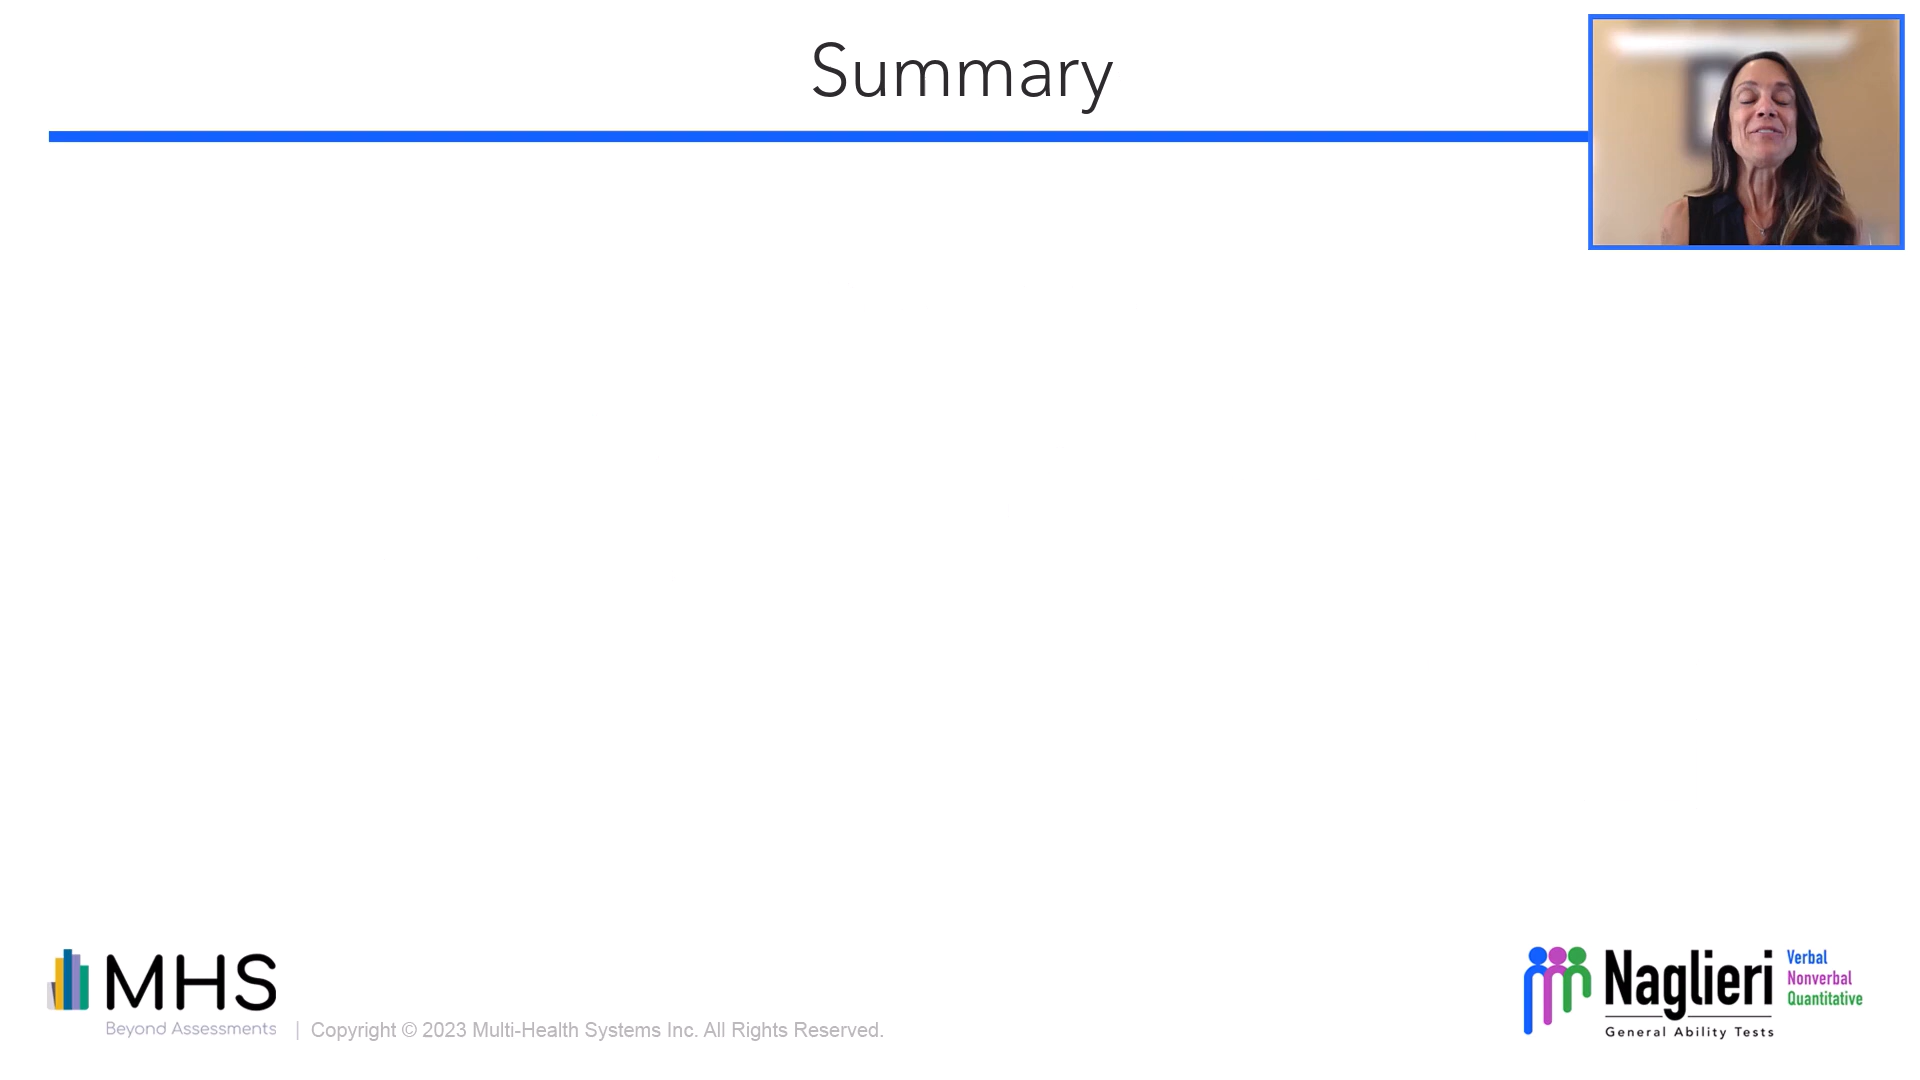 Summary
MHS
Beyond Assessments
| Copyright © 2023 Multi-Health Systems Inc. All Rights Reserved.
Naglieri
General Ability Tests
Verbal
Nonverbal
Quantitative